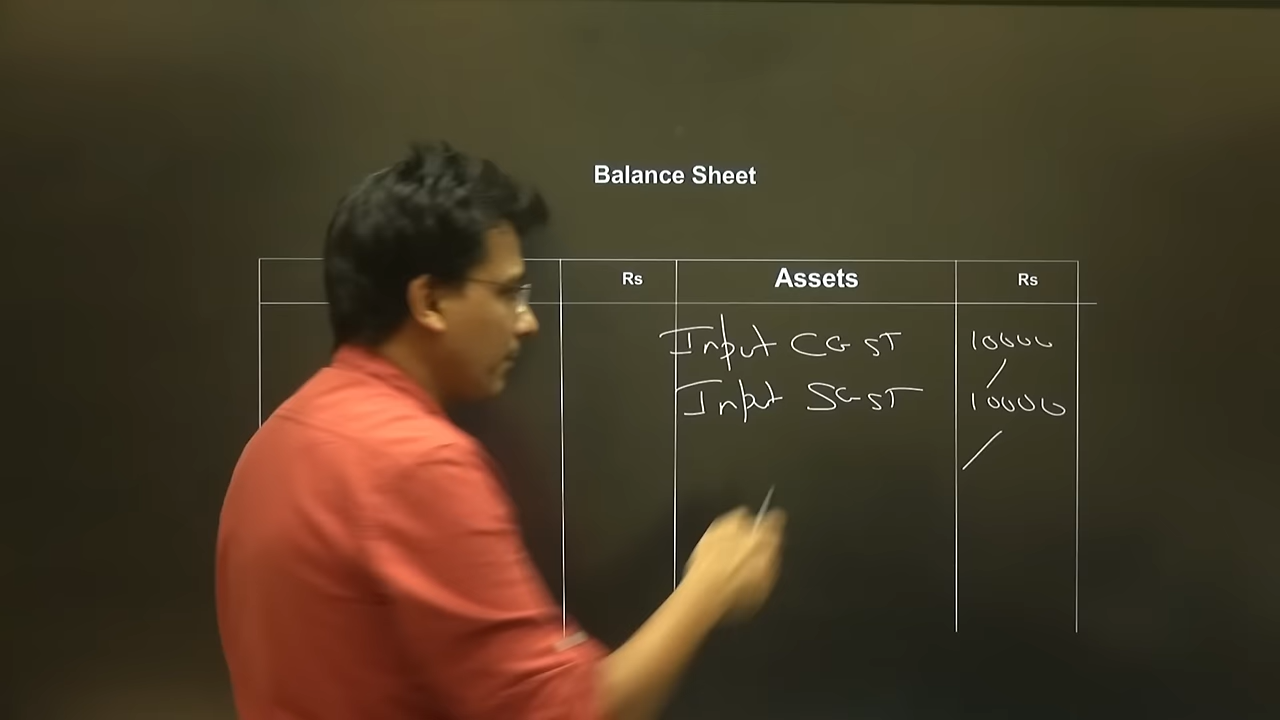 Balance Sheet
Rs Assets Rs
Input CGST 10000
Input SGST 10000